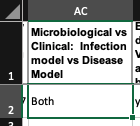 AC
Microbiological vs
Clinical: Infection
model vs Disease
Model
1
Both
2